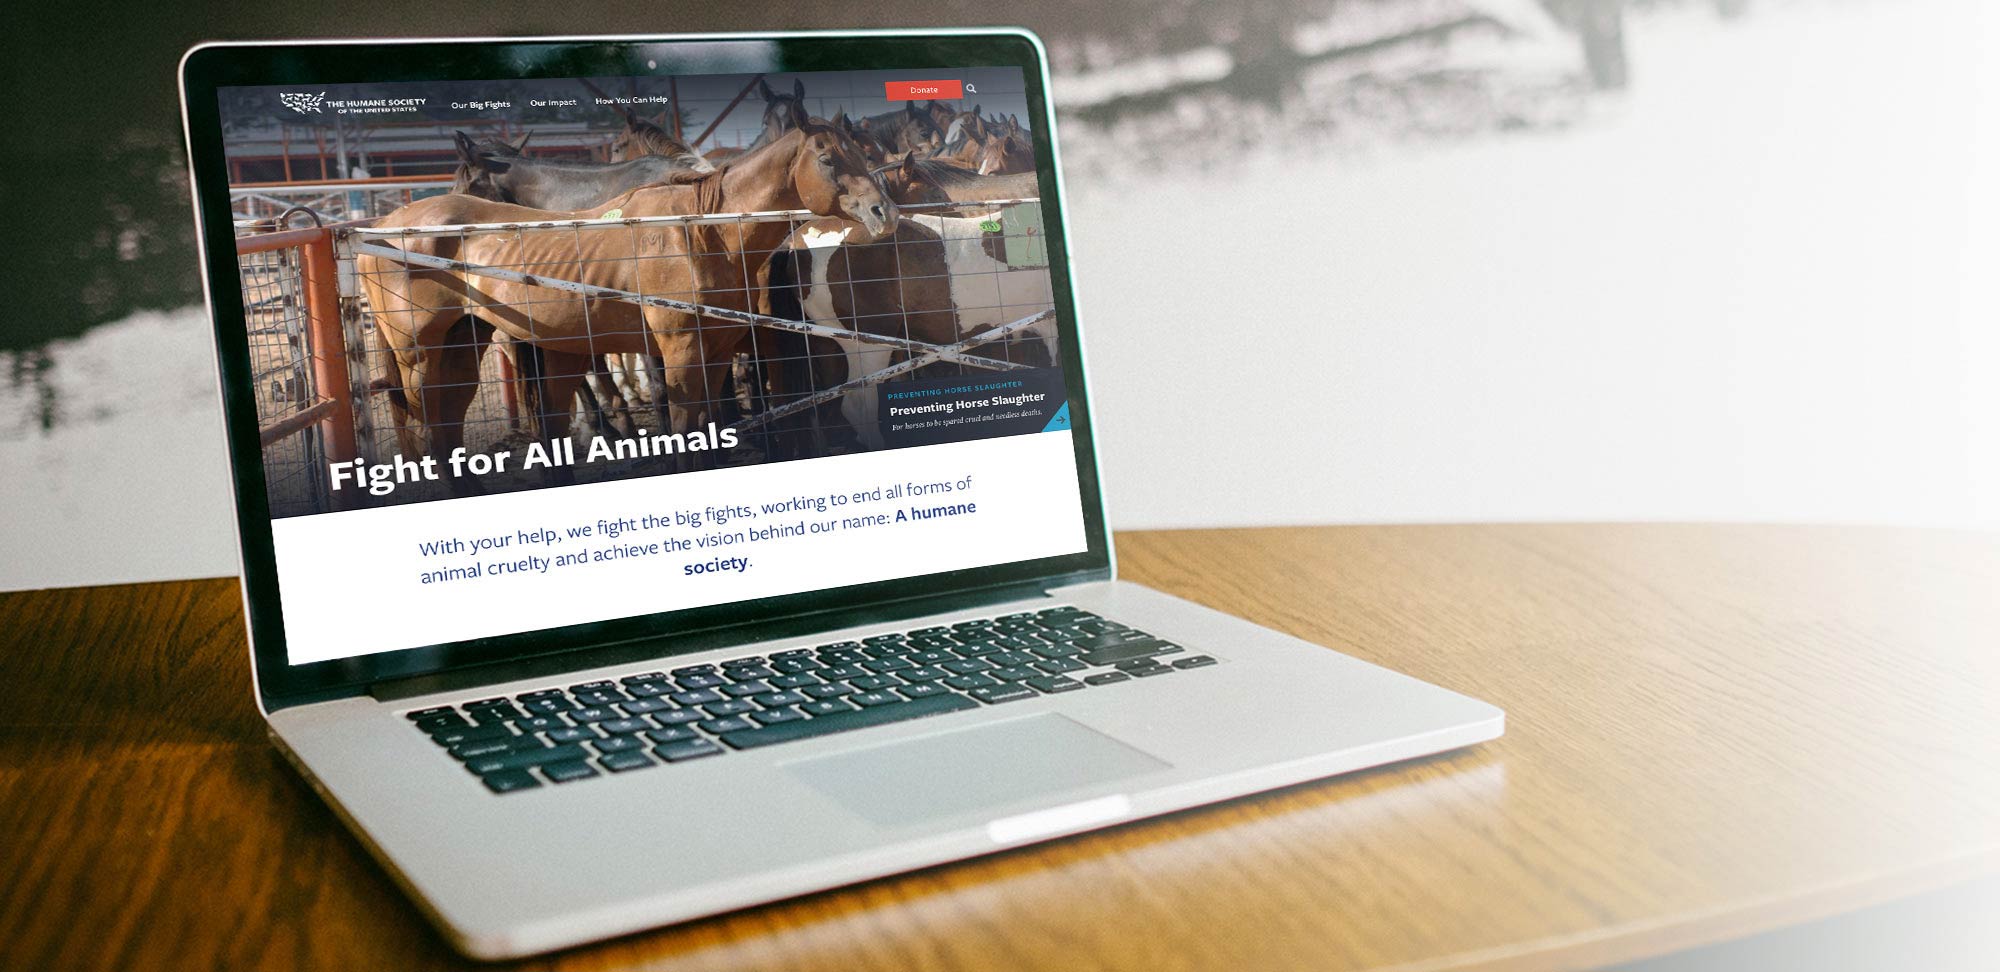 THE HUMANE SOCIETY
OF THE UNITED STATES
Our Big Fights
Our Impact
How You Can Help
Donate
PREVENTING HORSE SLAUGHTER
Preventing Horse Slaughter
For horses to be spared cruel and needless deaths.
Fight for All Animals
With your help, we fight the big fights, working to end all forms of
animal cruelty and achieve the vision behind our name: A humane
society.